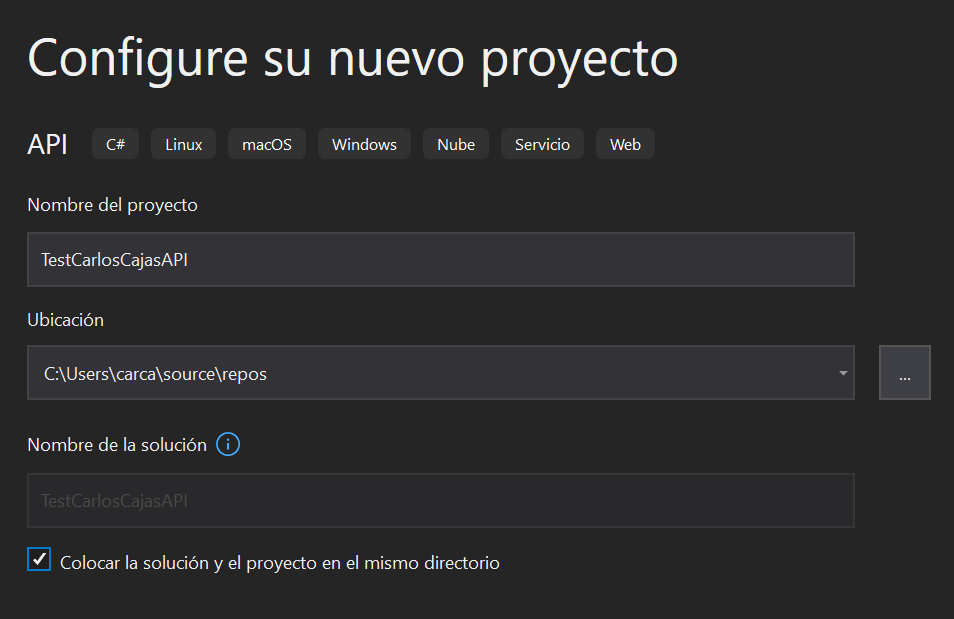 Configure su nuevo proyecto
API C# Linux macOS Windows Nube Servicio Web
Nombre del proyecto
TestCarlosCajasAPI
Ubicación
C:\Users\carca\source\repos
...
Nombre de la solución
TestCarlosCajasAPI
Colocar la solución y el proyecto en el mismo directorio